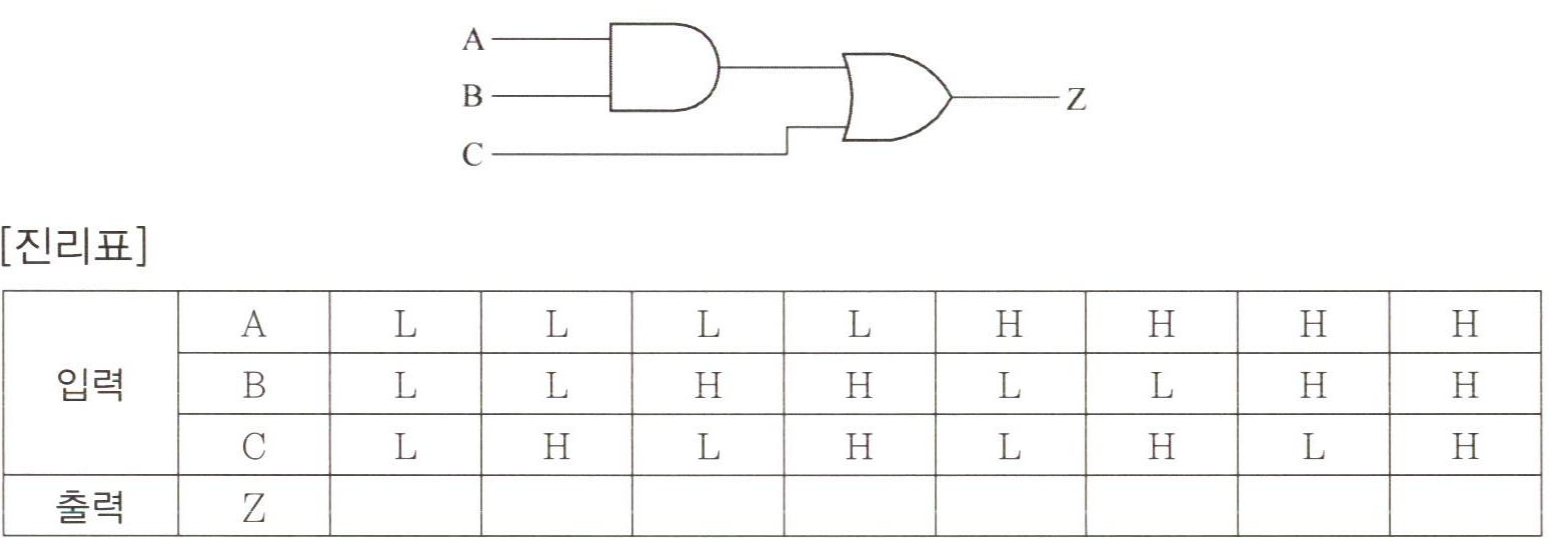 A
B
C
Z
[진리표]
입력 A L L L L H H H H
B L L H H L L H H
C L H L H L H L H
출력 Z